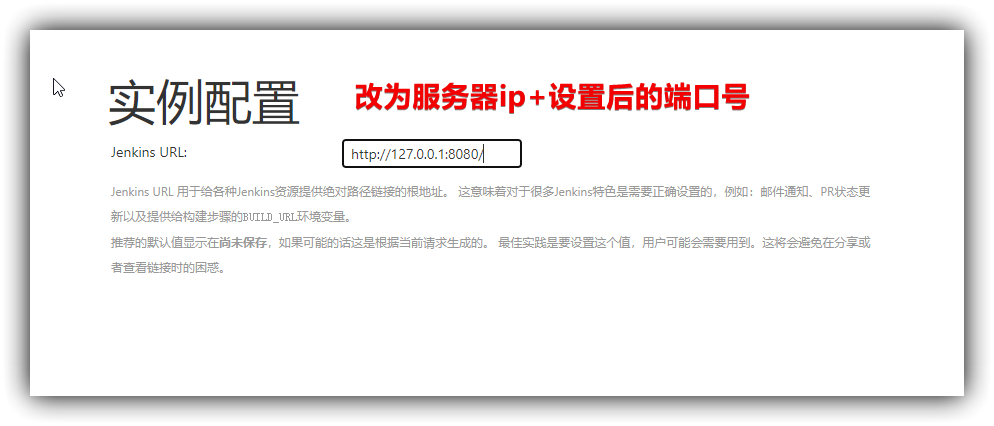 实例配置
改为服务器ip+设置后的端口号
Jenkins URL:
http://127.0.0.1:8080/
Jenkins URL 用于给各种Jenkins资源提供绝对路径链接的根地址。 这意味着对于很多Jenkins特色是需要正确设置的，例如：邮件通知、PR状态更
新以及提供给构建步骤的BUILD_URL环境变量。
推荐的默认值显示在尚未保存，如果可能的话这是根据当前请求生成的。 最佳实践是要设置这个值，用户可能会需要用到。这将会避免在分享或
者查看链接时的困惑。